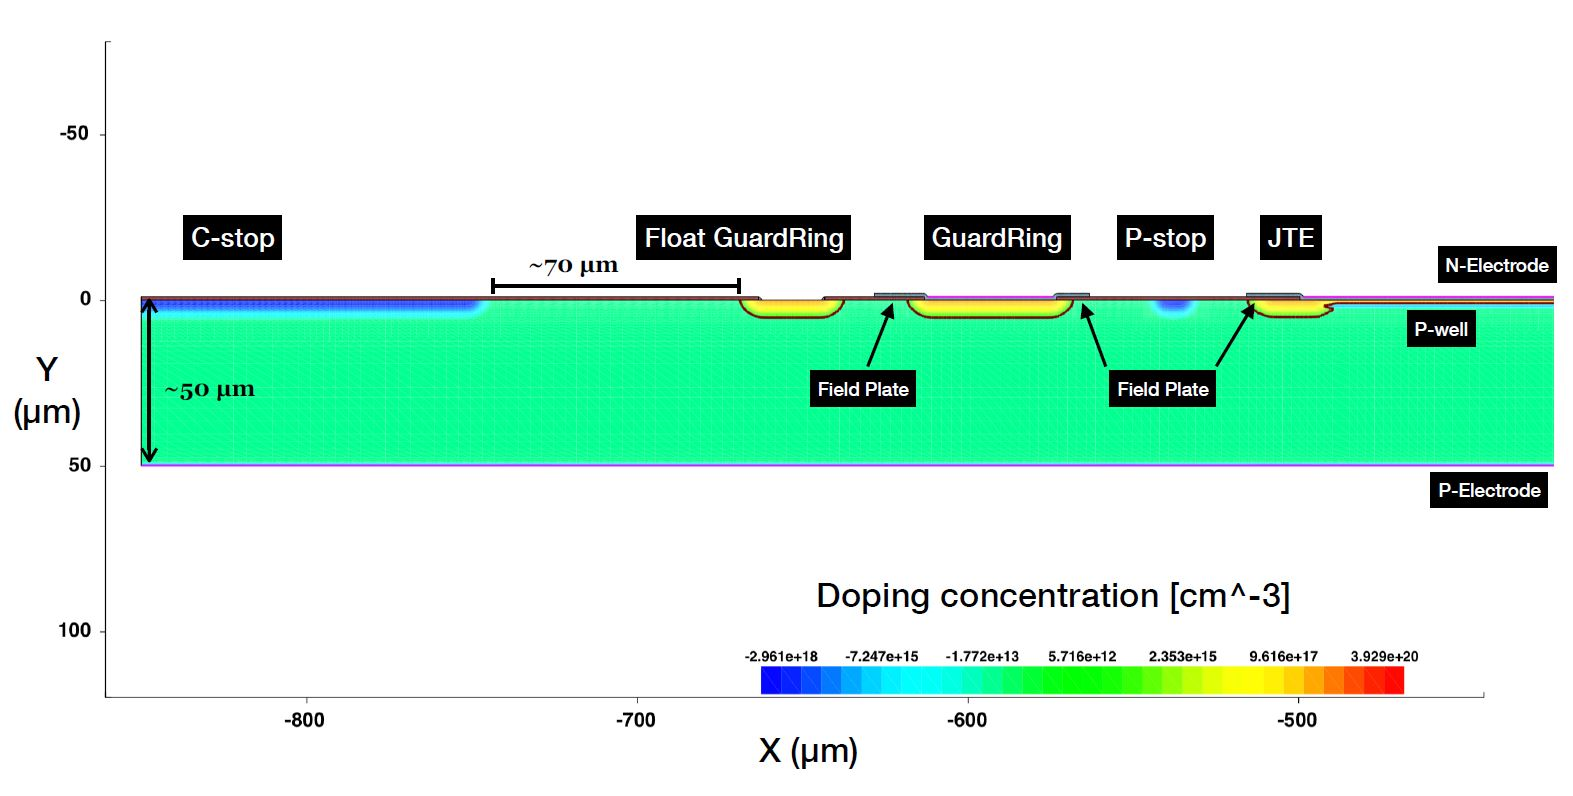 -50
C-stop
Float GuardRing
GuardRing
P-stop
JTE
~70 μm
N-Electrode
0
P-well
Y
(μm)
~50 μm
Field Plate
Field Plate
50
P-Electrode
Doping concentration [cm^-3]
100
-2.961e+18 -7.247e+15 -1.772e+13 5.716e+12 2.353e+15 9.616e+17 3.929e+20
-800 -700 -600 -500
X (μm)